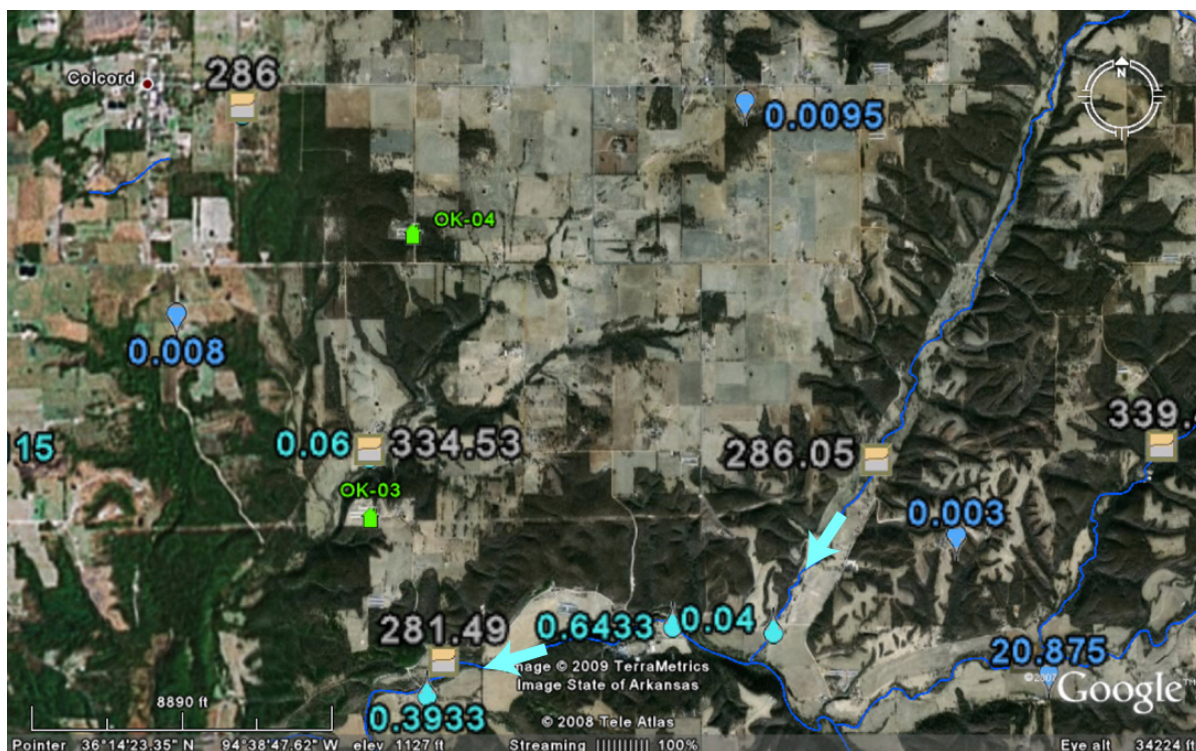 Colcord
286
0.0095
N
OK-04
0.008
15
0.06
334.53
286.05
339.
OK-03
0.003
281.49
0.6433
0.04
20.875
0.3933
mage © 2009 TerraMetrics
Image State of Arkansas
© 2007 Google™
8890 ft
© 2008 Tele Atlas
Pointer 36°14'23.35" N 94°38'47.62" W elev 1127 ft Streaming |||||||||| 100% Eye alt 34224 ft